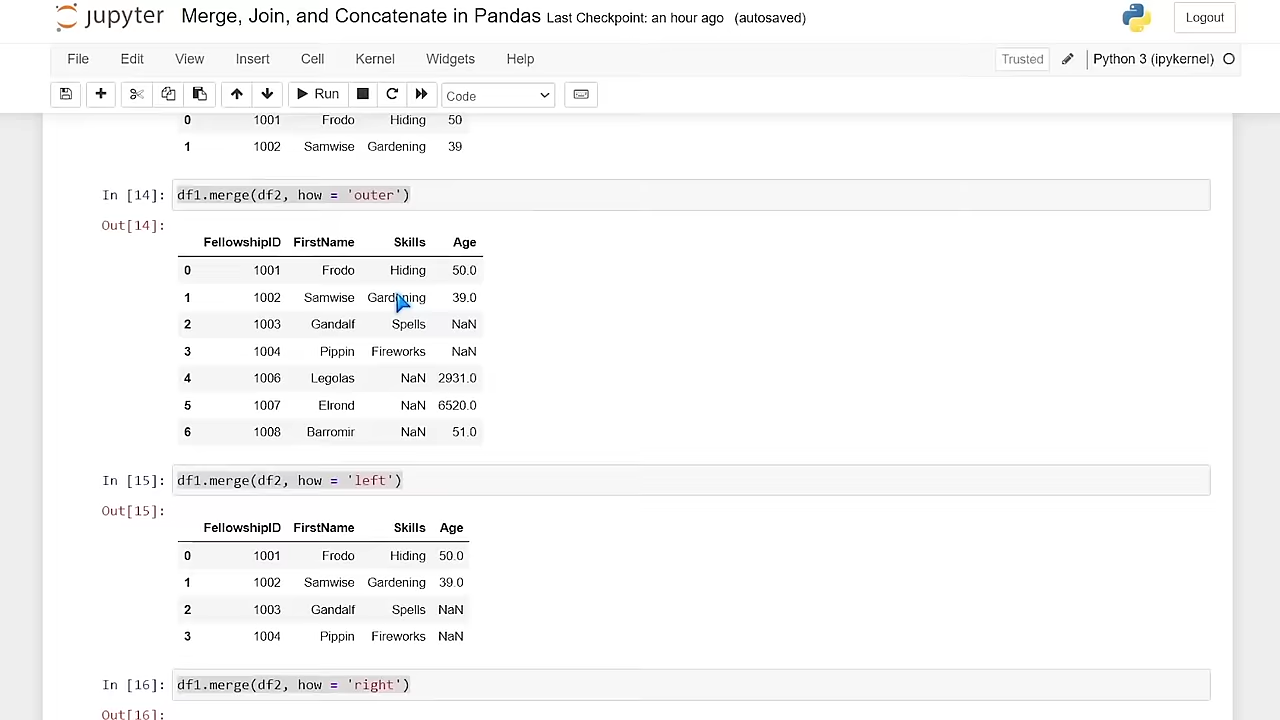 jupyter Merge, Join, and Concatenate in Pandas Last Checkpoint: an hour ago (autosaved) Logout
File Edit View Insert Cell Kernel Widgets Help Trusted Python 3 (ipykernel)
Run Code
0 1001 Frodo Hiding 50
1 1002 Samwise Gardening 39
In [14]: df1.merge(df2, how = 'outer')
Out[14]:
FellowshipID FirstName Skills Age
0 1001 Frodo Hiding 50.0
1 1002 Samwise Gardening 39.0
2 1003 Gandalf Spells NaN
3 1004 Pippin Fireworks NaN
4 1006 Legolas NaN 2931.0
5 1007 Elrond NaN 6520.0
6 1008 Barromir NaN 51.0
In [15]: df1.merge(df2, how = 'left')
Out[15]:
FellowshipID FirstName Skills Age
0 1001 Frodo Hiding 50.0
1 1002 Samwise Gardening 39.0
2 1003 Gandalf Spells NaN
3 1004 Pippin Fireworks NaN
In [16]: df1.merge(df2, how = 'right')
Out[16]: